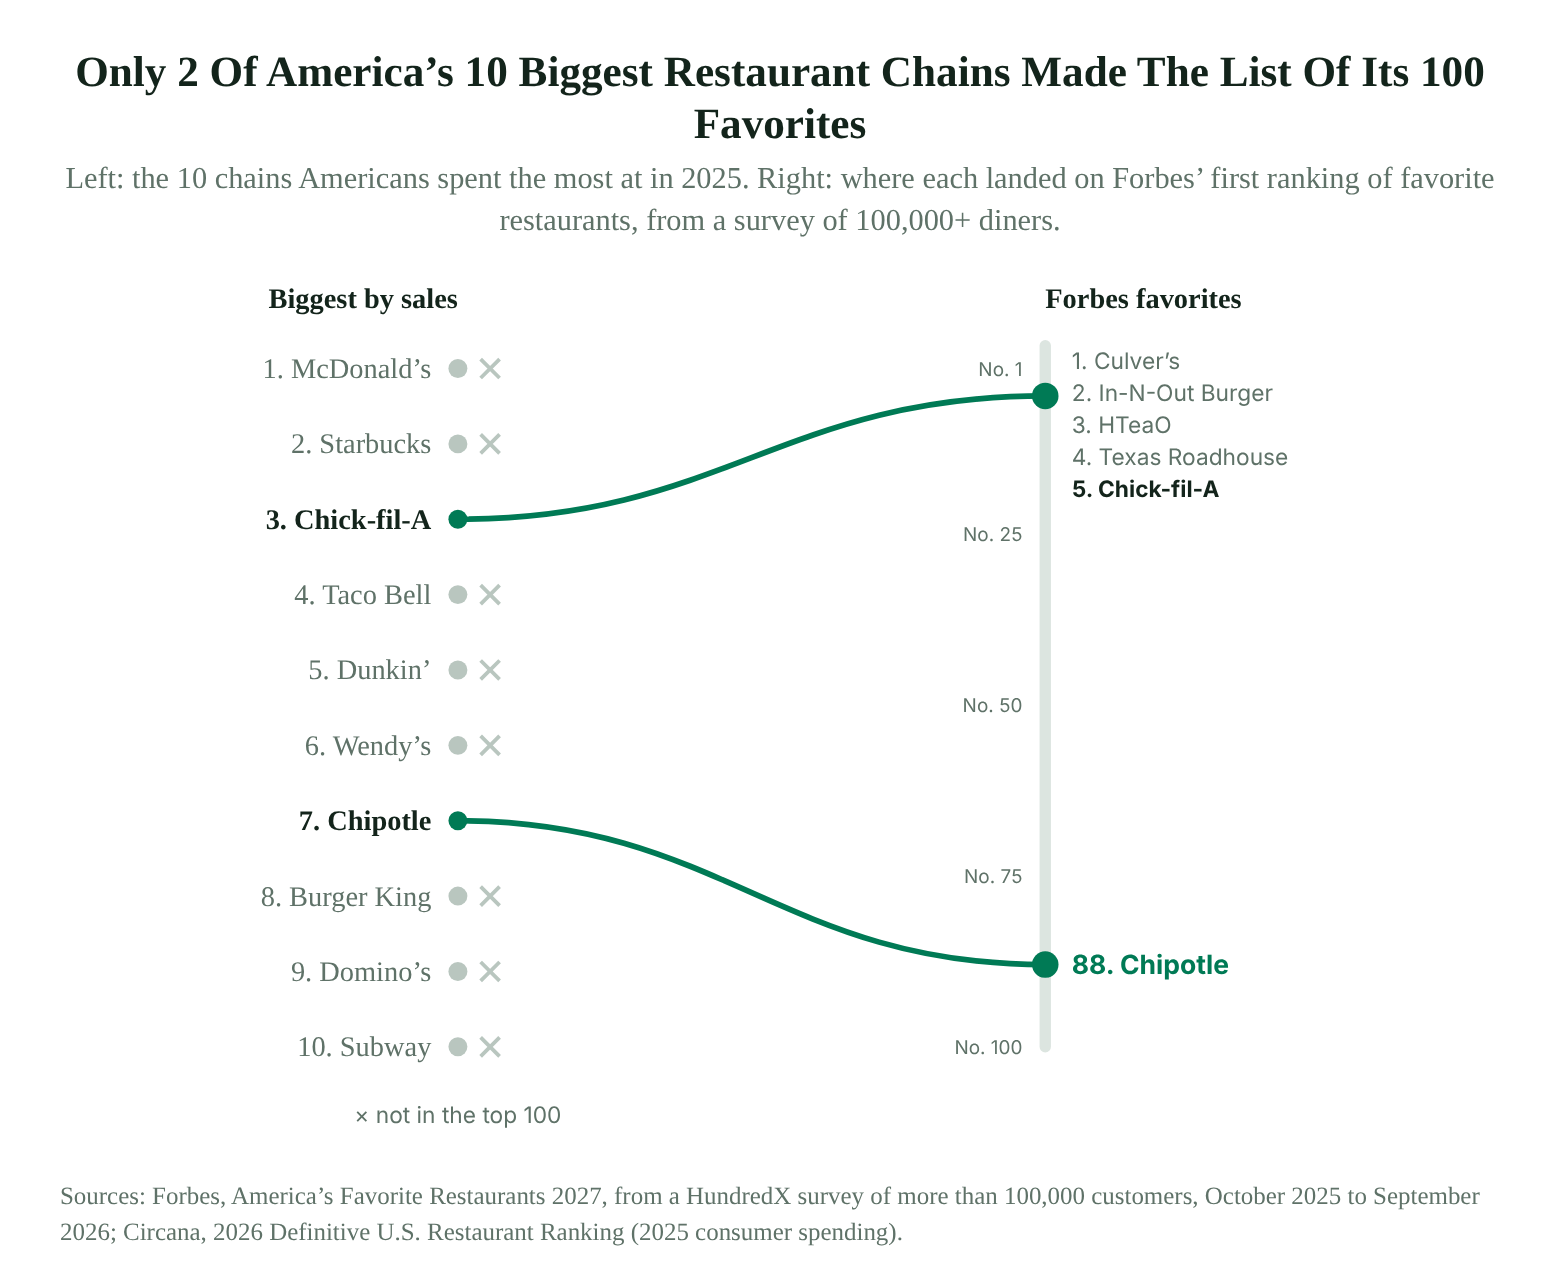 Only 2 Of America’s 10 Biggest Restaurant Chains Made The List Of Its 100
Favorites
Left: the 10 chains Americans spent the most at in 2025. Right: where each landed on Forbes’ first ranking of favorite
restaurants, from a survey of 100,000+ diners.
Biggest by sales
1. McDonald’s ×
2. Starbucks ×
3. Chick-fil-A
4. Taco Bell ×
5. Dunkin’ ×
6. Wendy’s ×
7. Chipotle
8. Burger King ×
9. Domino’s ×
10. Subway ×
× not in the top 100
Forbes favorites
No. 1
No. 25
No. 50
No. 75
No. 100
1. Culver’s
2. In-N-Out Burger
3. HTeaO
4. Texas Roadhouse
5. Chick-fil-A
88. Chipotle
Sources: Forbes, America’s Favorite Restaurants 2027, from a HundredX survey of more than 100,000 customers, October 2025 to September
2026; Circana, 2026 Definitive U.S. Restaurant Ranking (2025 consumer spending).